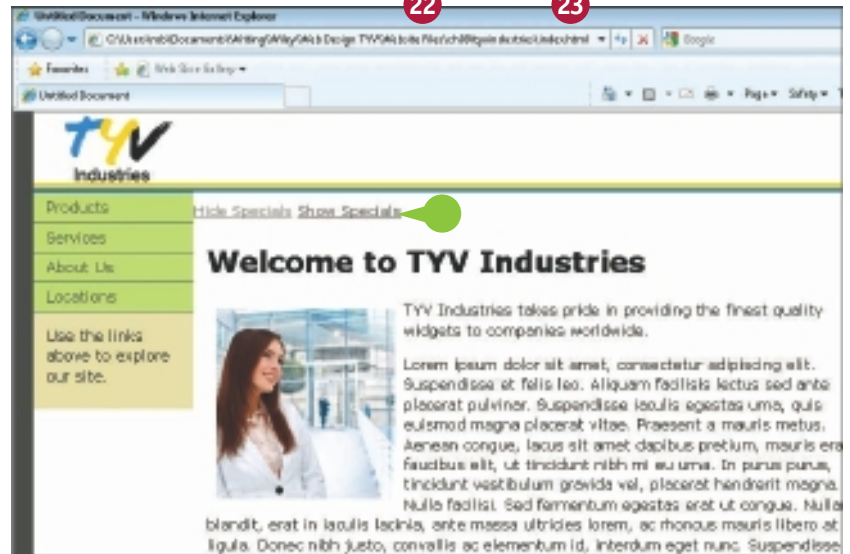 22 23
Untitled Document - Windows Internet Explorer
Google
Favorites Web Slice Gallery
Untitled Document
Page Safety
TYV
Industries
Products
Services
About Us
Locations
Use the links
above to explore
our site.
Hide Specials Show Specials
Welcome to TYV Industries
TYV Industries takes pride in providing the finest quality
widgets to companies worldwide.
Lorem ipsum dolor sit amet, consectetur adipiscing elit.
Suspendisse et felis leo. Aliquam facilisis lectus sed ante
placerat pulvinar. Suspendisse iaculis egestas urna, quis
euismod magna placerat vitae. Praesent a mauris metus.
Aenean congue, lacus sit amet dapibus pretium, mauris era
faucibus elit, ut tincidunt nibh mi eu urna. In purus purus,
tincidunt vestibulum gravida vel, placerat hendrerit magna.
Nulla facilisi. Sed fermentum egestas erat ut congue. Nulla
blandit, erat in iaculis lacinia, ante massa ultricies lorem, ac rhoncus mauris libero at
ligula. Donec nibh justo, convallis ac elementum id, interdum eget nunc. Suspendisse